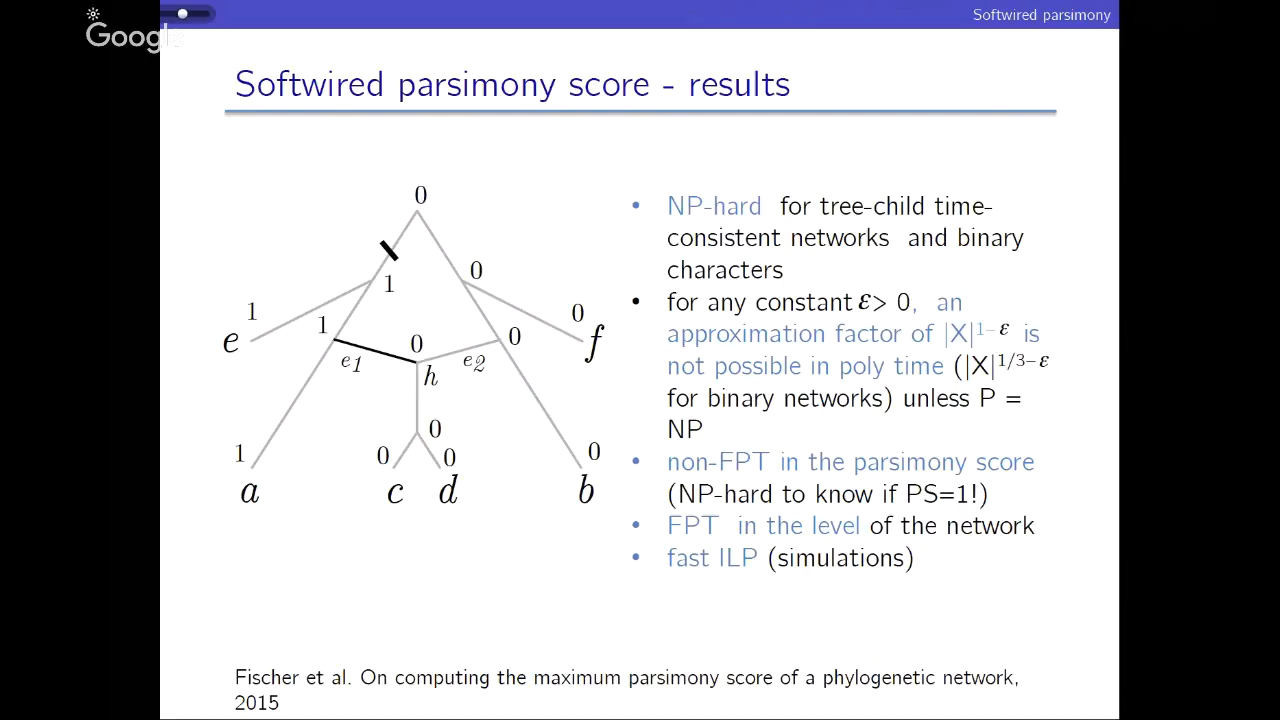 Softwired parsimony
Google
Softwired parsimony score - results
0
1
0
1
e
1
0
0
0
f
e1
e2
h
0
1
0
0
0
a
c
d
b
• NP-hard for tree-child time-
consistent networks and binary
characters
• for any constant ε > 0, an
approximation factor of |X|^1−ε is
not possible in poly time (|X|^1/3−ε
for binary networks) unless P =
NP
• non-FPT in the parsimony score
(NP-hard to know if PS=1!)
• FPT in the level of the network
• fast ILP (simulations)
Fischer et al. On computing the maximum parsimony score of a phylogenetic network,
2015